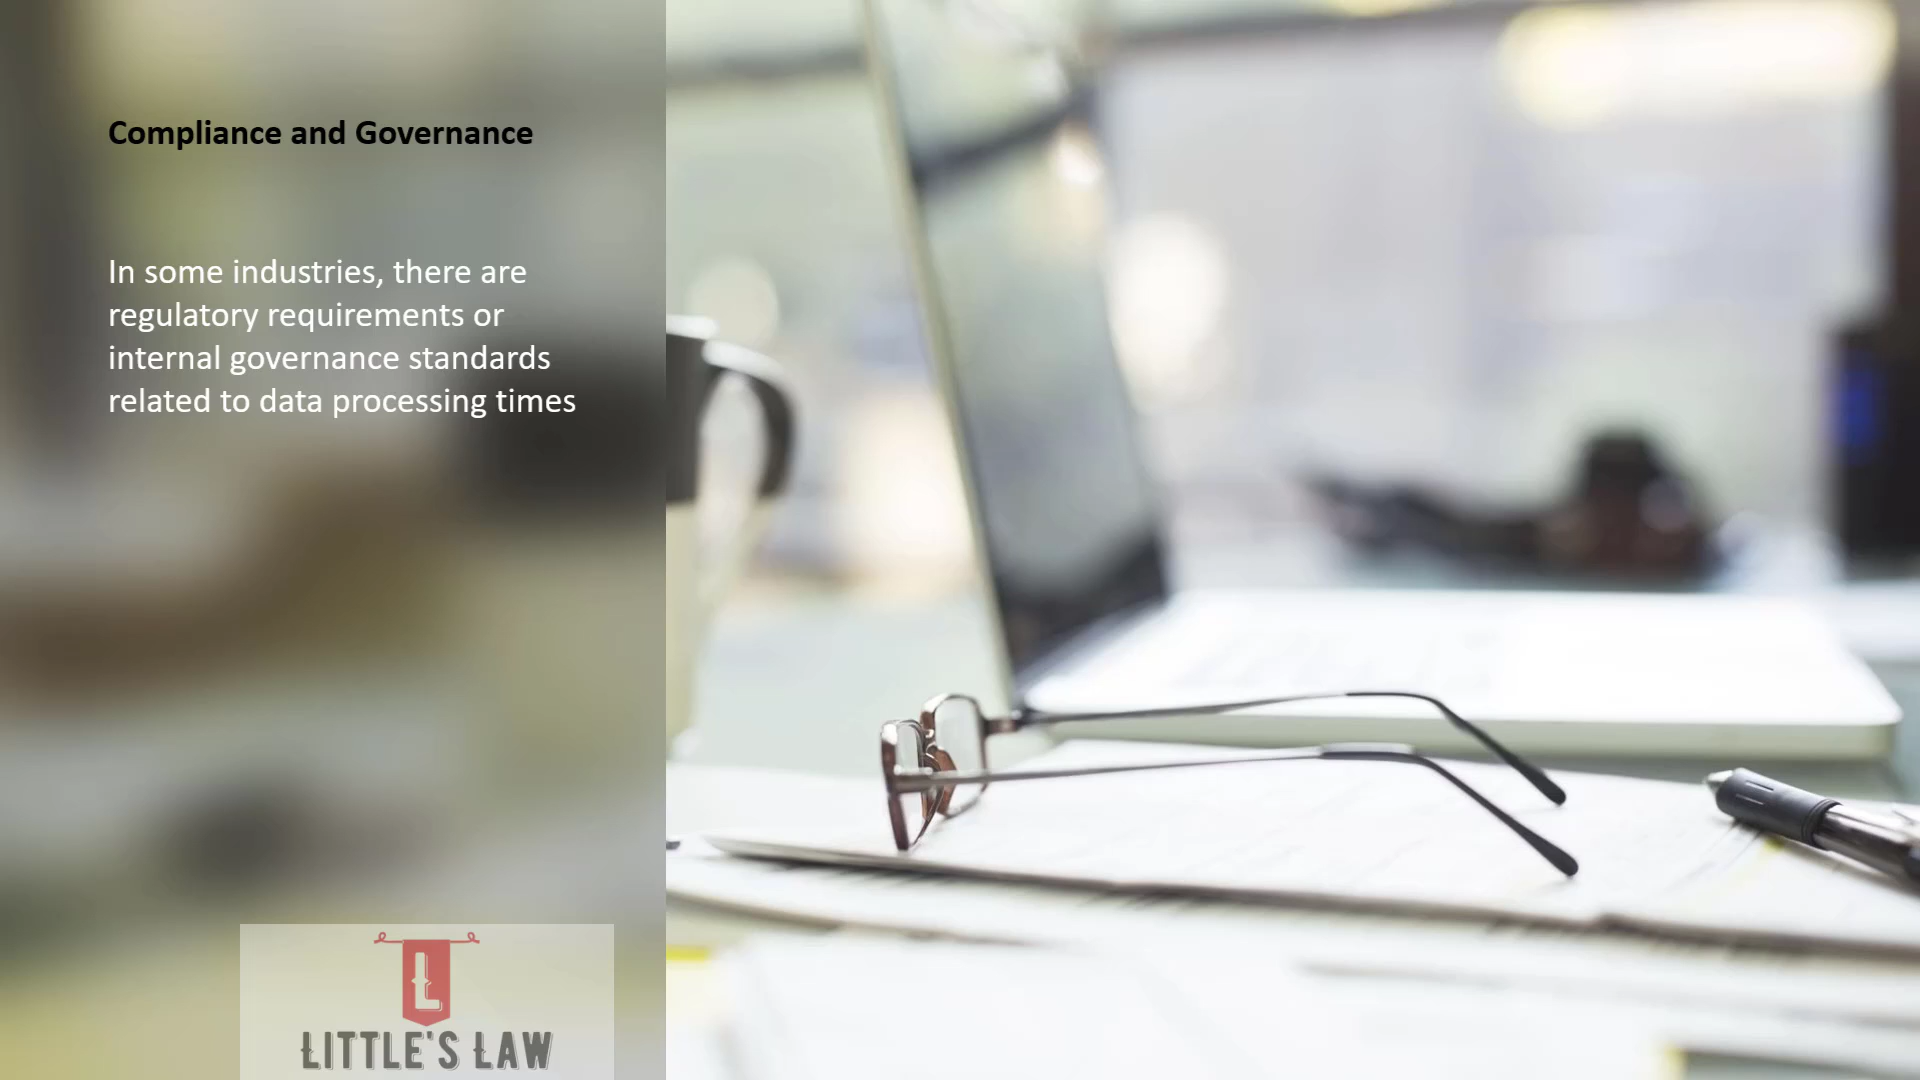 Compliance and Governance
In some industries, there are
regulatory requirements or
internal governance standards
related to data processing times
L
LITTLE'S LAW